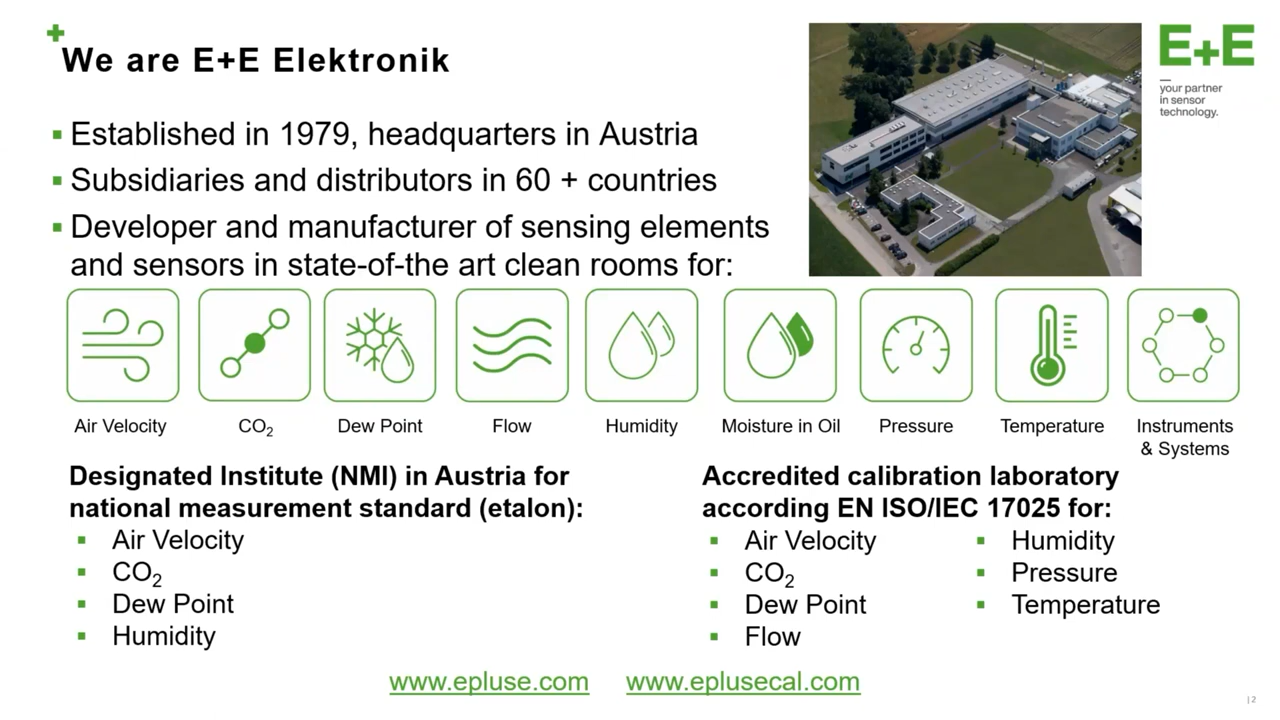 We are E+E Elektronik
E+E
your partner
in sensor
technology.
▪ Established in 1979, headquarters in Austria
▪ Subsidiaries and distributors in 60 + countries
▪ Developer and manufacturer of sensing elements
and sensors in state-of-the art clean rooms for:
Air Velocity
CO₂
Dew Point
Flow
Humidity
Moisture in Oil
Pressure
Temperature
Instruments
& Systems
Designated Institute (NMI) in Austria for
national measurement standard (etalon):
▪ Air Velocity
▪ CO₂
▪ Dew Point
▪ Humidity
Accredited calibration laboratory
according EN ISO/IEC 17025 for:
▪ Air Velocity
▪ CO₂
▪ Dew Point
▪ Flow
▪ Humidity
▪ Pressure
▪ Temperature
www.epluse.com
www.eplusecal.com
| 2